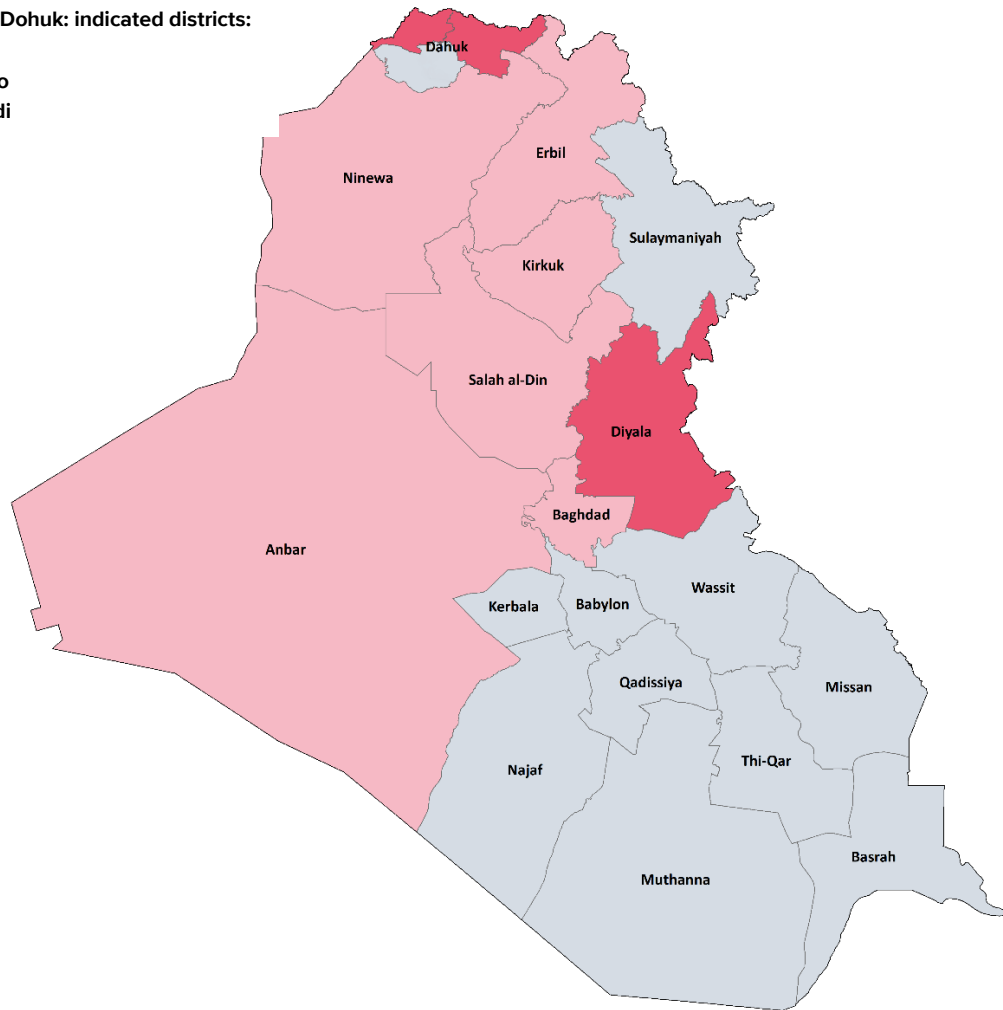 Dohuk: indicated districts:
Dahuk
Erbil
Ninewa
Sulaymaniyah
Kirkuk
Salah al-Din
Diyala
Baghdad
Anbar
Wassit
Kerbala
Babylon
Qadissiya
Missan
Thi-Qar
Najaf
Basrah
Muthanna